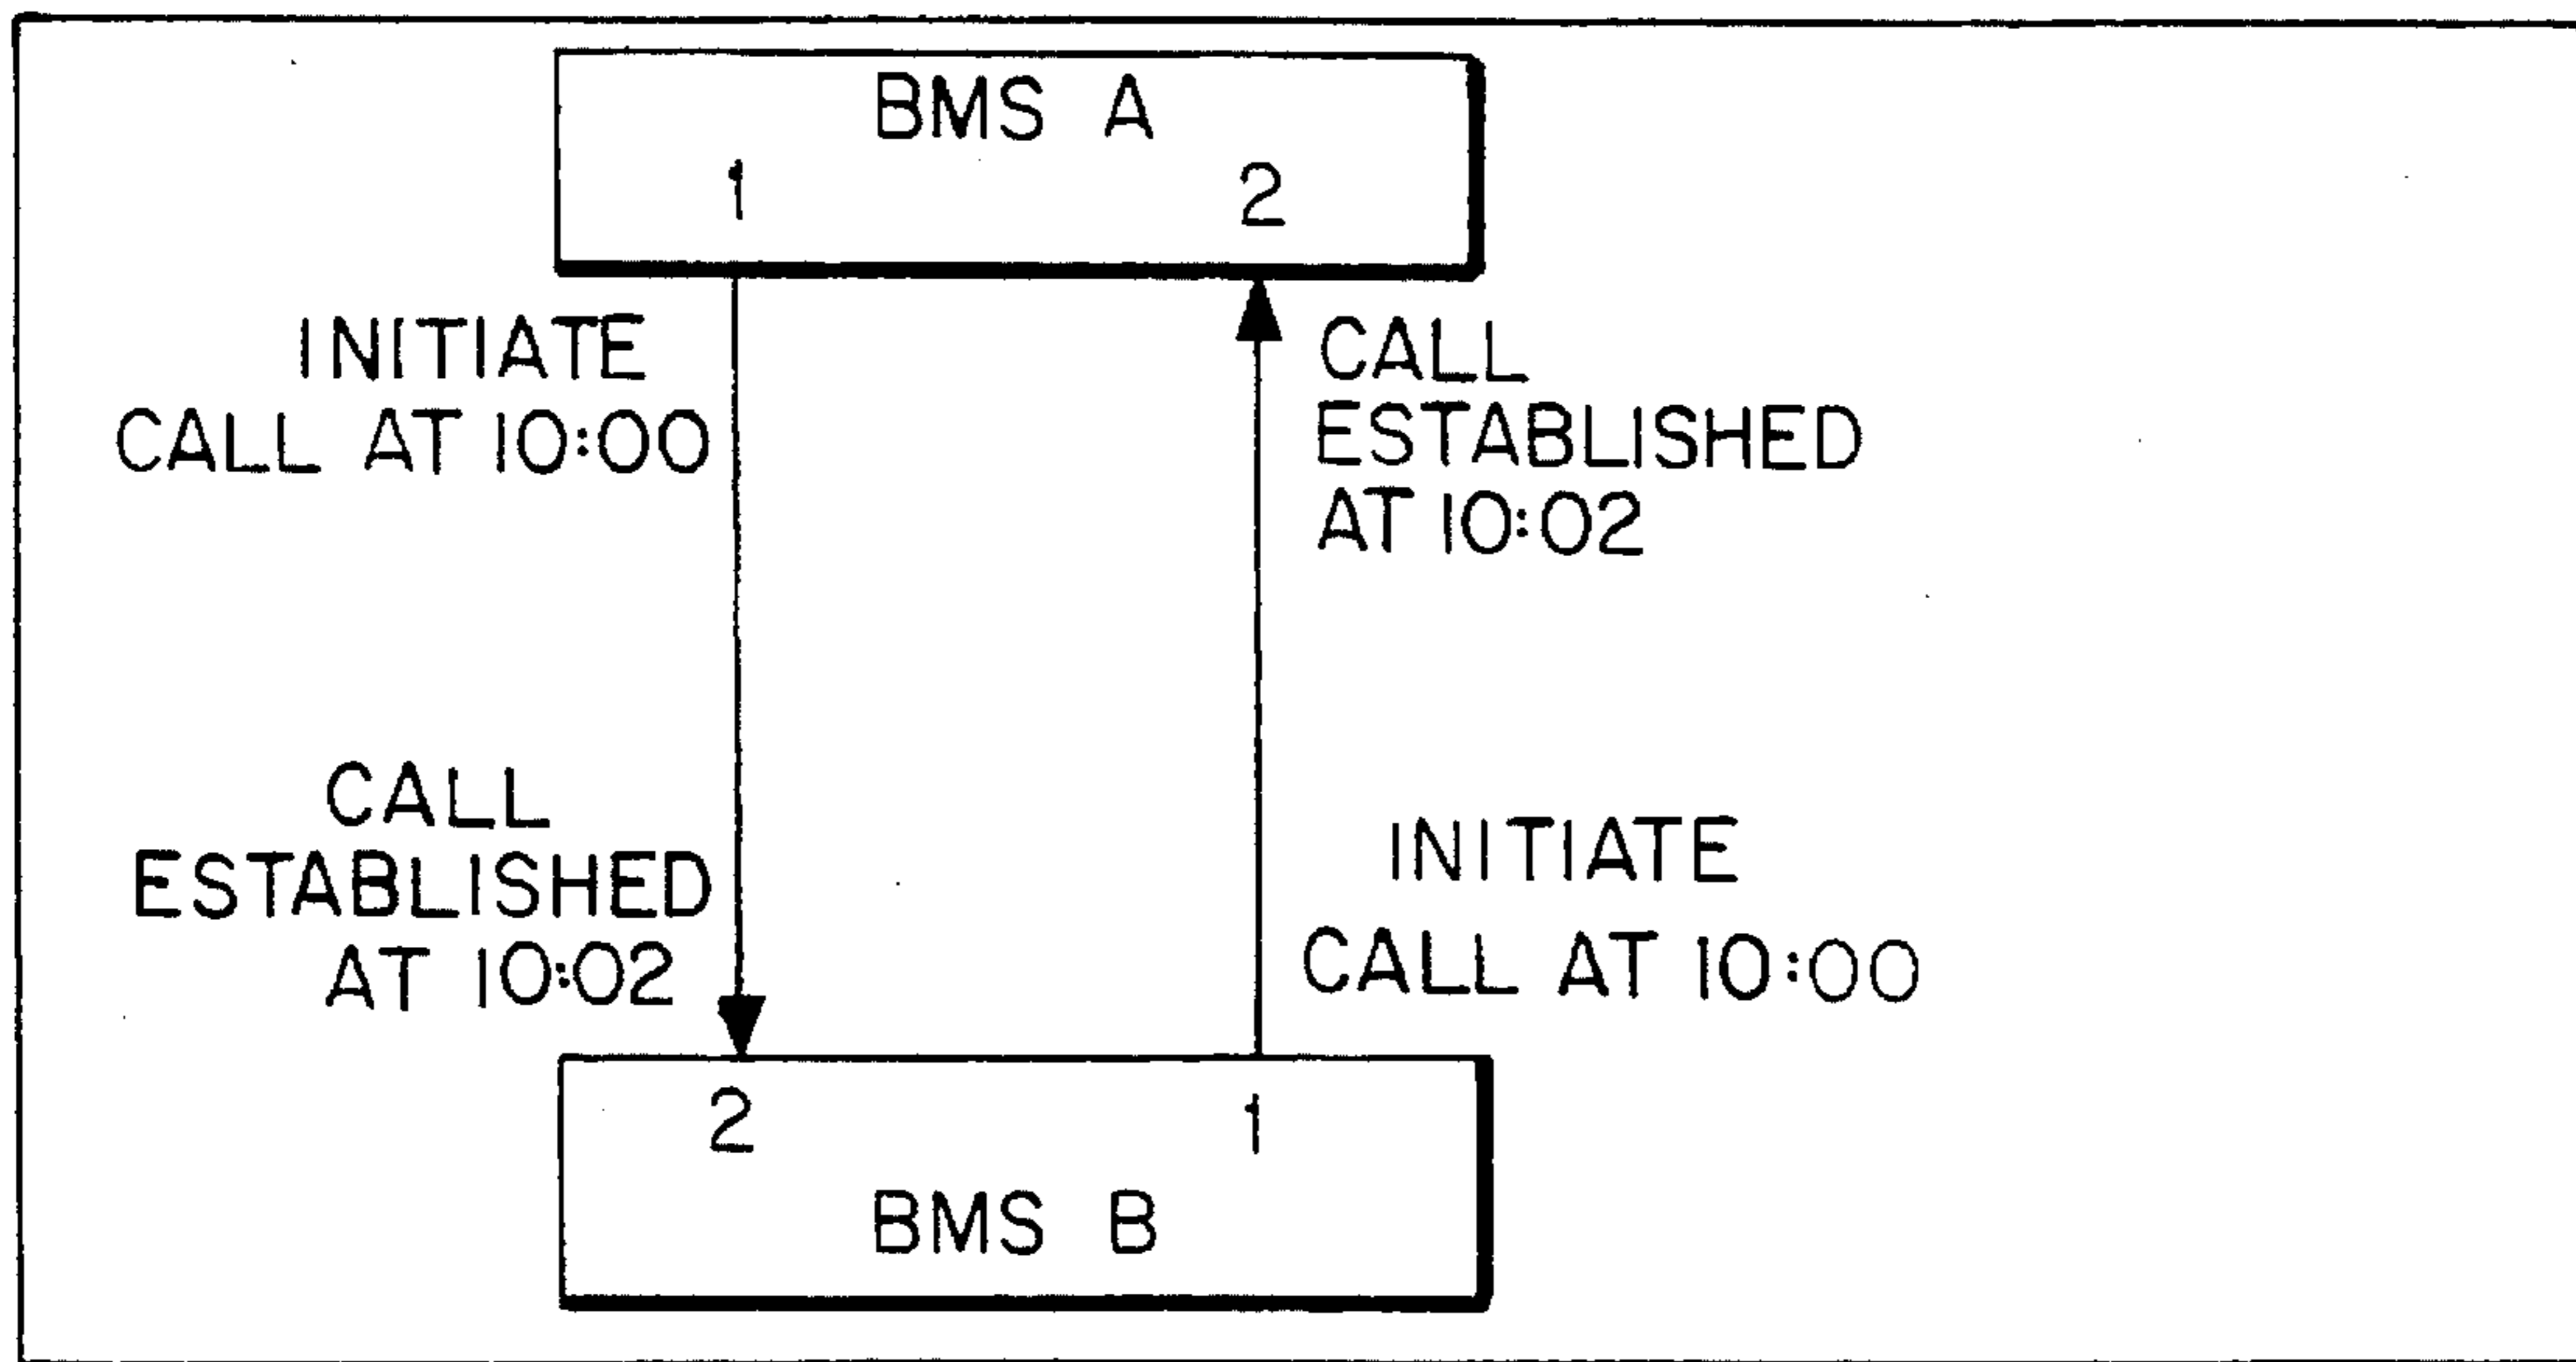 BMS A
1 2
INITIATE
CALL AT 10:00
CALL
ESTABLISHED
AT 10:02
CALL
ESTABLISHED
AT 10:02
INITIATE
CALL AT 10:00
2 1
BMS B